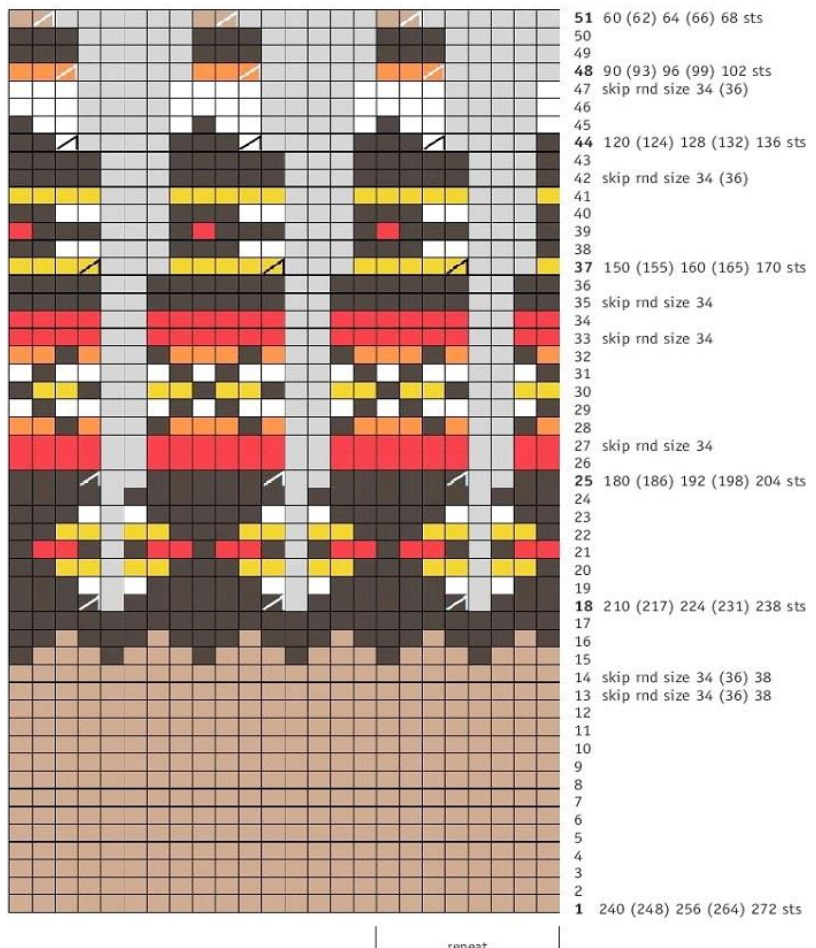 51 60 (62) 64 (66) 68 sts
50
49
48 90 (93) 96 (99) 102 sts
47 skip rnd size 34 (36)
46
45
44 120 (124) 128 (132) 136 sts
43
42 skip rnd size 34 (36)
41
40
39
38
37 150 (155) 160 (165) 170 sts
36
35 skip rnd size 34
34
33 skip rnd size 34
32
31
30
29
28
27 skip rnd size 34
26
25 180 (186) 192 (198) 204 sts
24
23
22
21
20
19
18 210 (217) 224 (231) 238 sts
17
16
15
14 skip rnd size 34 (36) 38
13 skip rnd size 34 (36) 38
12
11
10
9
8
7
6
5
4
3
2
1 240 (248) 256 (264) 272 sts
repeat